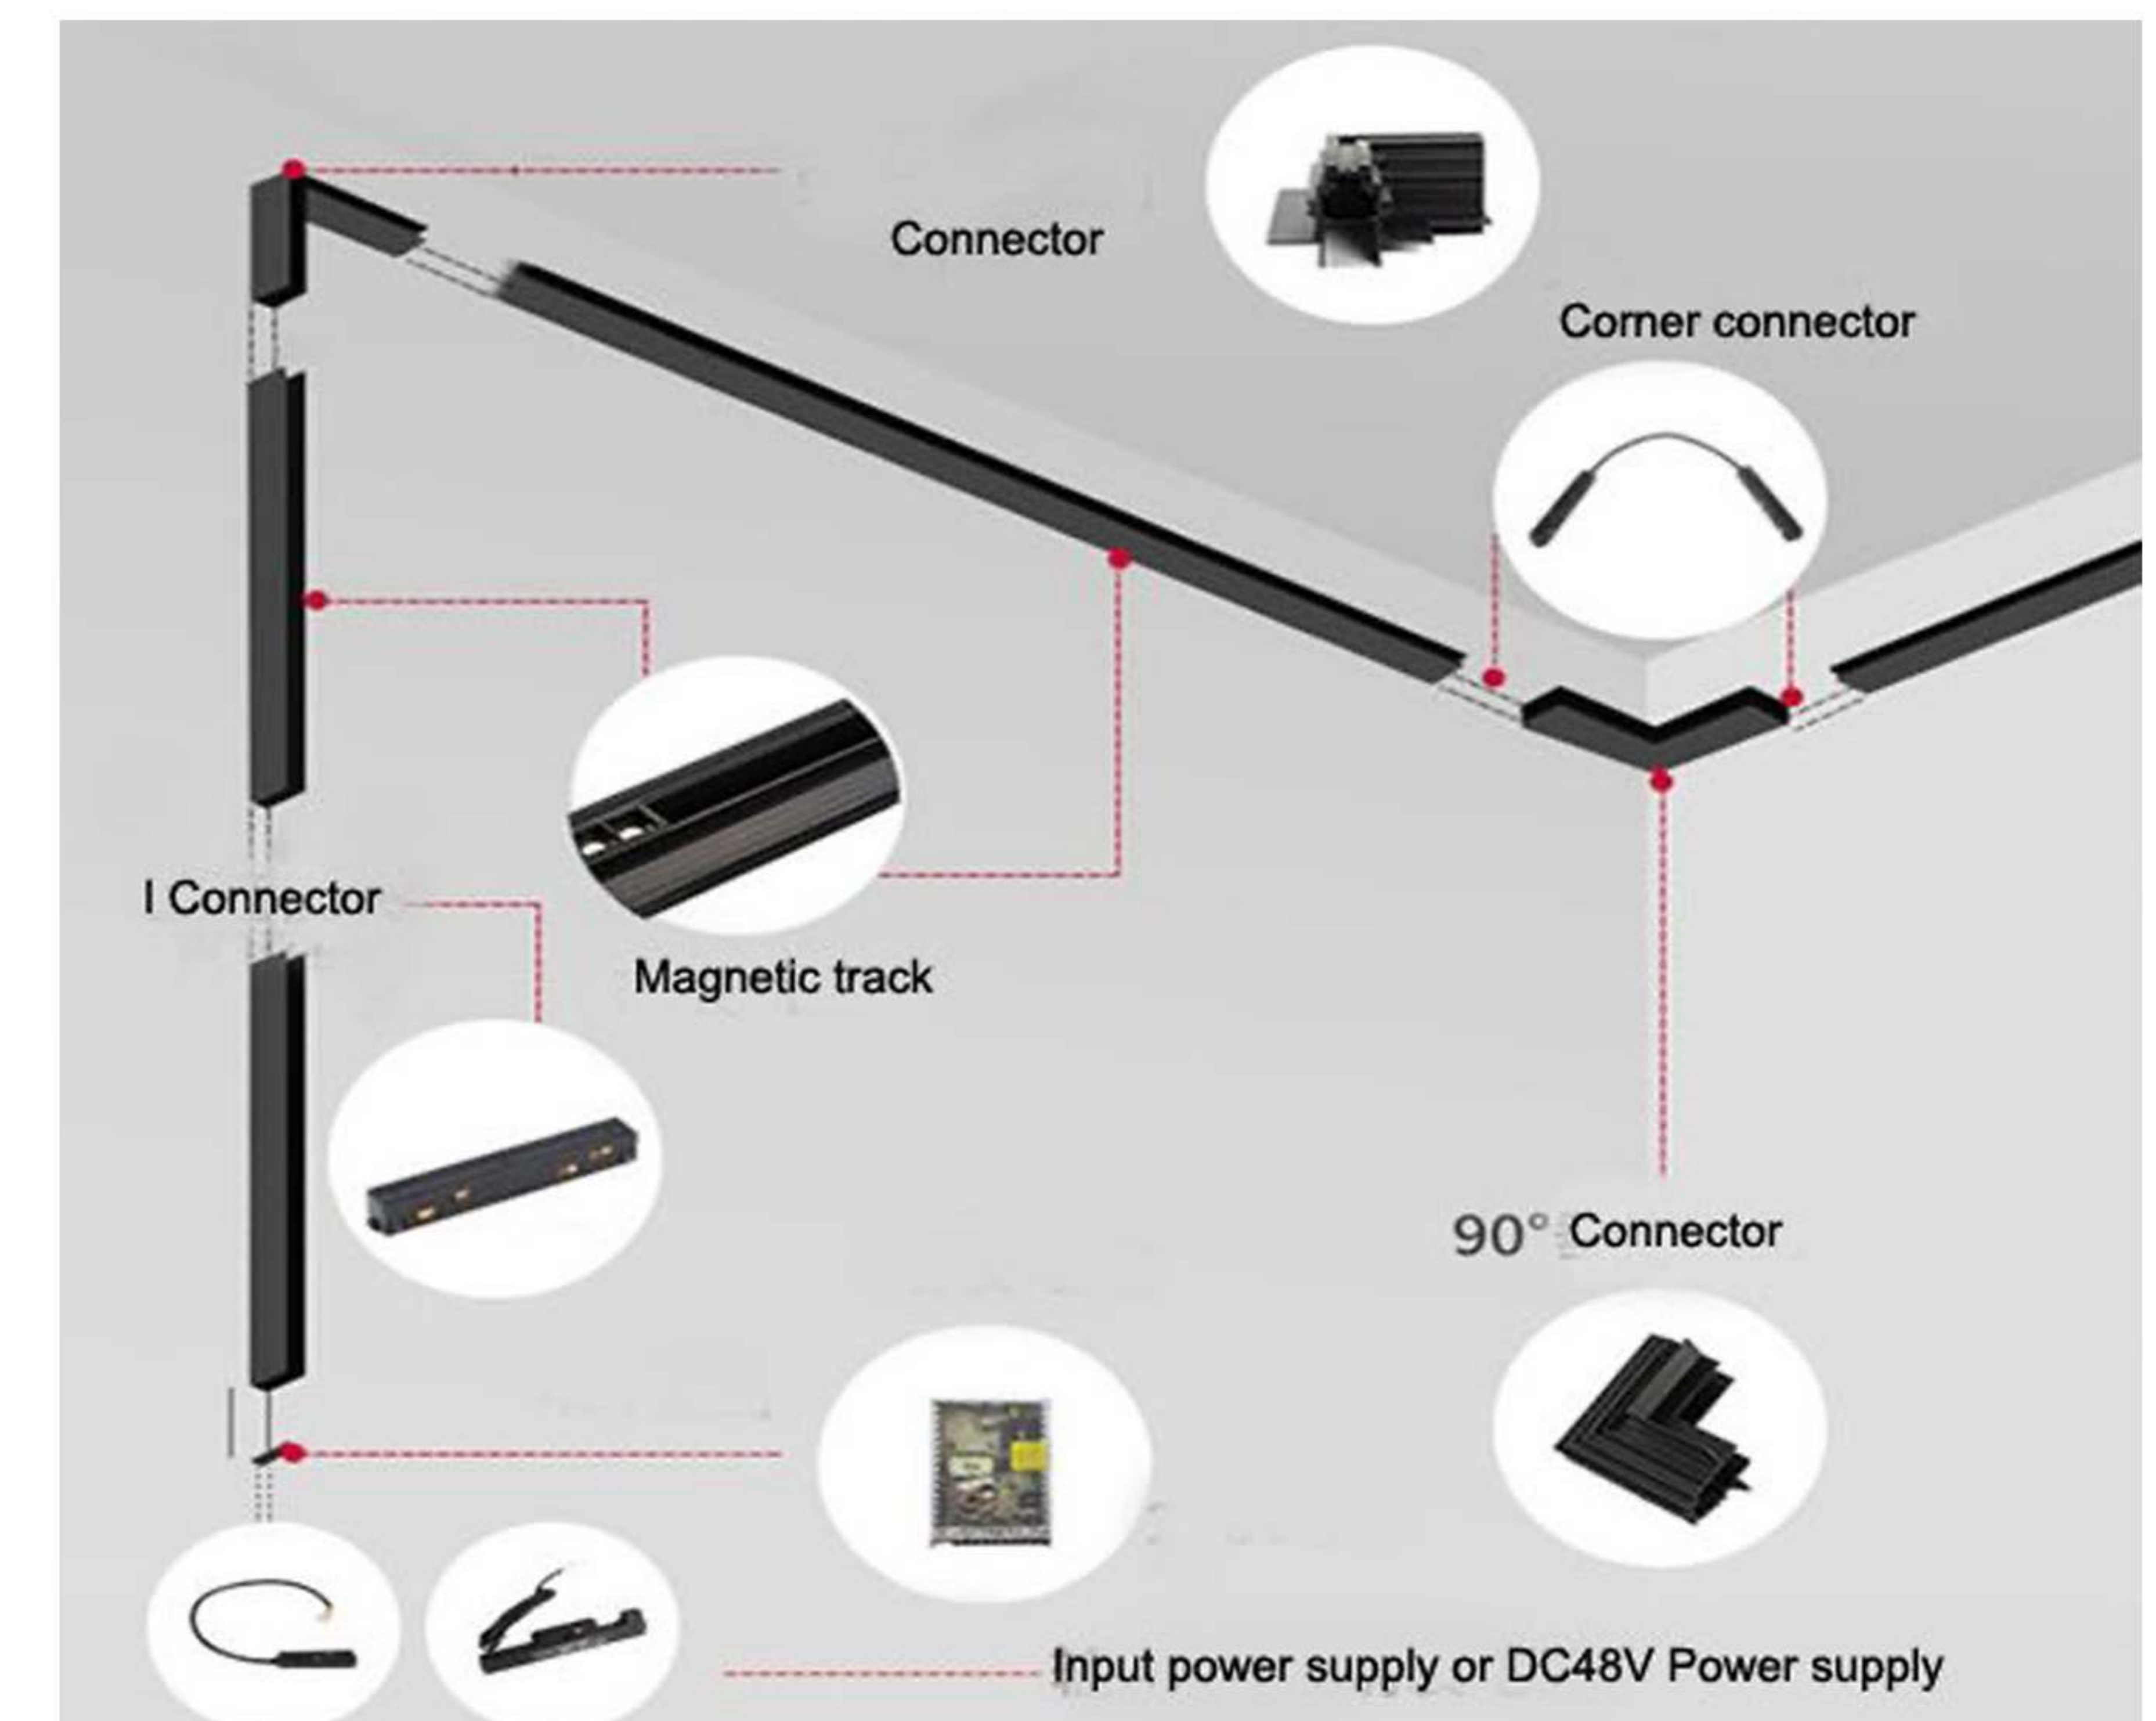 Connector
Corner connector
I Connector
Magnetic track
90° Connector
Input power supply or DC48V Power supply